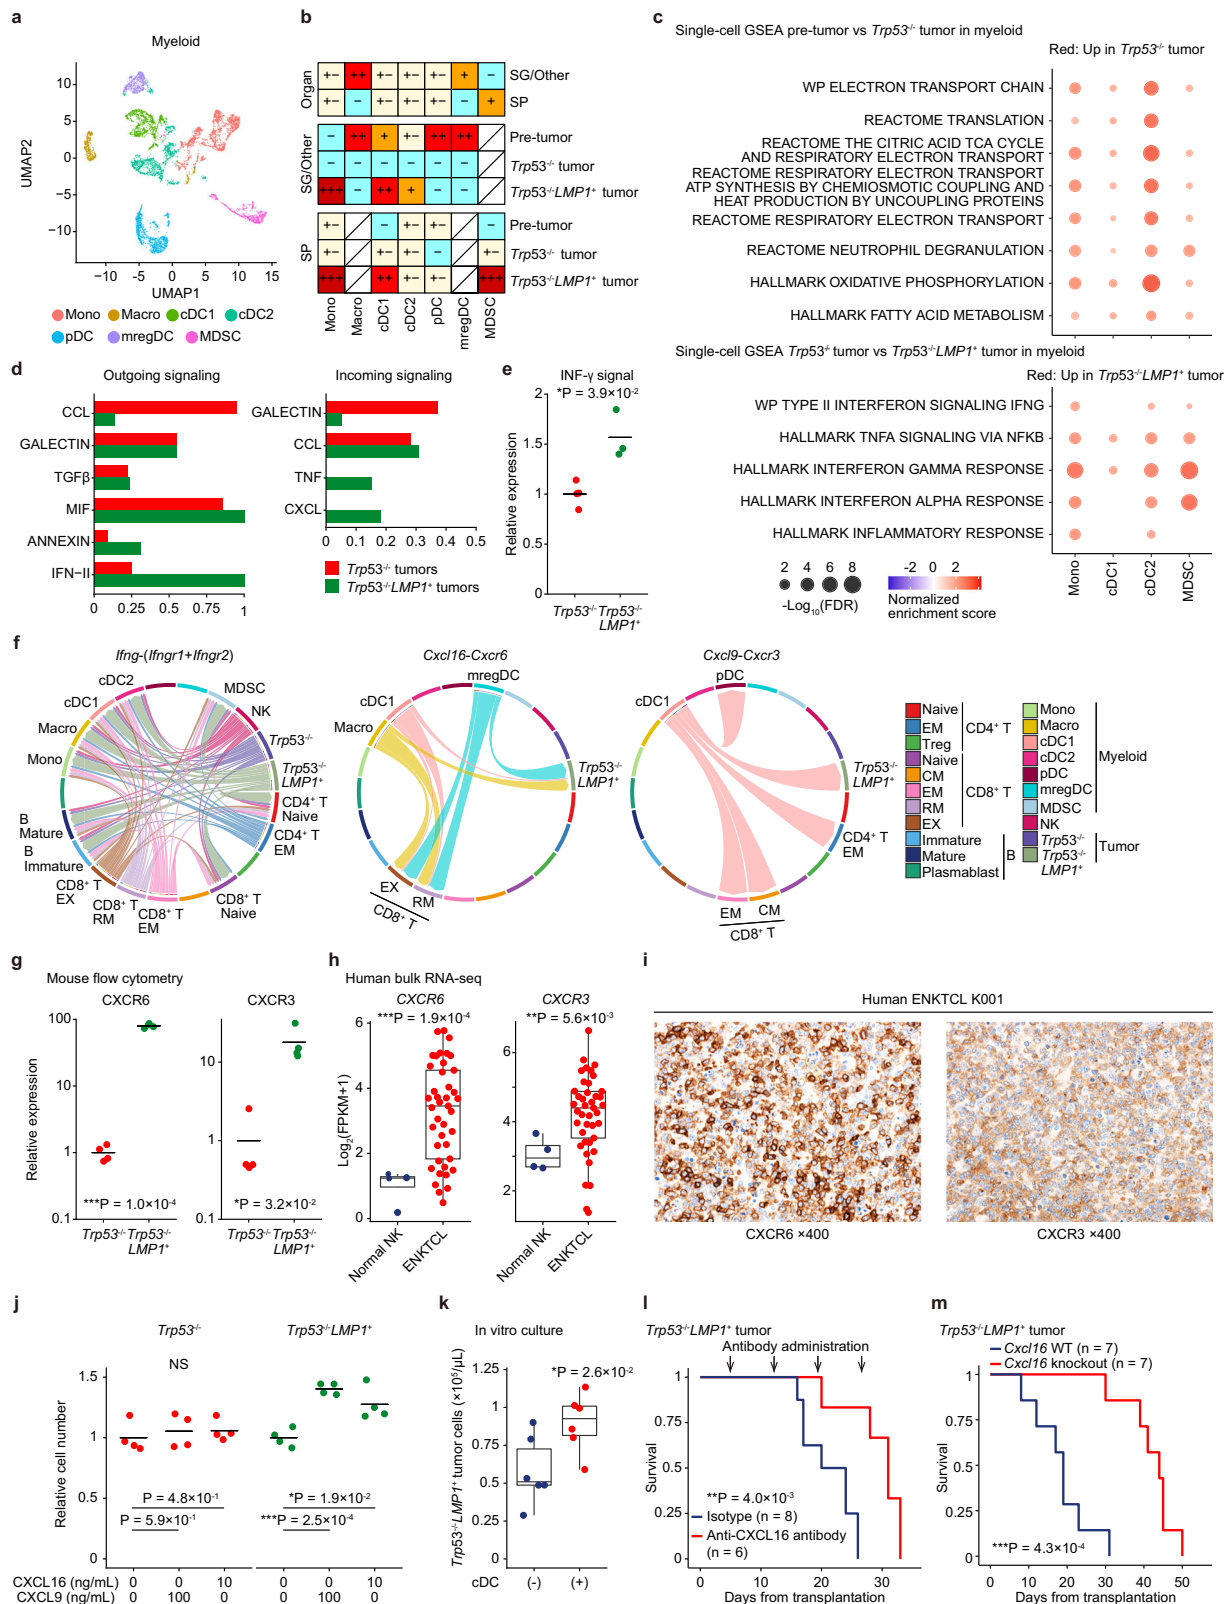 a
Myeloid
UMAP2
10
5
0
−5
−10
−10
−5
0
5
10
15
UMAP1
Mono
Macro
cDC1
cDC2
pDC
mregDC
MDSC
b
Organ
+−
++
+−
+−
+−
+
−
SG/Other
+−
−
+−
+−
+−
−
+
SP
SG/Other
−
++
+
+−
++
++
Pre-tumor
−
−
−
−
−
−
Trp53-/- tumor
+++
−
++
+
−
−
Trp53-/-LMP1+ tumor
SP
+−
−
+−
+−
−
Pre-tumor
+−
+−
+−
−
+−
Trp53-/- tumor
+++
++
+−
+−
+++
Trp53-/-LMP1+ tumor
Mono
Macro
cDC1
cDC2
pDC
mregDC
MDSC
c
Single-cell GSEA pre-tumor vs Trp53-/- tumor in myeloid
Red: Up in Trp53-/- tumor
WP ELECTRON TRANSPORT CHAIN
REACTOME TRANSLATION
REACTOME THE CITRIC ACID TCA CYCLE
AND RESPIRATORY ELECTRON TRANSPORT
REACTOME RESPIRATORY ELECTRON TRANSPORT
ATP SYNTHESIS BY CHEMIOSMOTIC COUPLING AND
HEAT PRODUCTION BY UNCOUPLING PROTEINS
REACTOME RESPIRATORY ELECTRON TRANSPORT
REACTOME NEUTROPHIL DEGRANULATION
HALLMARK OXIDATIVE PHOSPHORYLATION
HALLMARK FATTY ACID METABOLISM
Single-cell GSEA Trp53-/- tumor vs Trp53-/-LMP1+ tumor in myeloid
Red: Up in Trp53-/-LMP1+ tumor
WP TYPE II INTERFERON SIGNALING IFNG
HALLMARK TNFA SIGNALING VIA NFKB
HALLMARK INTERFERON GAMMA RESPONSE
HALLMARK INTERFERON ALPHA RESPONSE
HALLMARK INFLAMMATORY RESPONSE
Mono
cDC1
cDC2
MDSC
2 4 6 8
-Log10(FDR)
−2 0 2
Normalized
enrichment score
d
Outgoing signaling
CCL
GALECTIN
TGFβ
MIF
ANNEXIN
IFN−II
0 0.25 0.5 0.75 1
Incoming signaling
GALECTIN
CCL
TNF
CXCL
0 0.1 0.2 0.3 0.4 0.5
Trp53-/- tumors
Trp53-/-LMP1+ tumors
e
INF-γ signal
*P = 3.9×10-2
Relative expression
2
1.5
1
0.5
0
Trp53-/- Trp53-/-
LMP1+
f
Ifng-(Ifngr1+Ifngr2)
cDC2
cDC1
Macro
Mono
B
Mature
B
Immature
CD8+ T
EX
CD8+ T
RM
CD8+ T
EM
CD8+ T
Naive
CD4+ T
EM
CD4+ T
Naive
Trp53-/-
LMP1+
Trp53-/-
NK
MDSC
Cxcl16-Cxcr6
mregDC
cDC1
Macro
Trp53-/-
LMP1+
EX
RM
CD8+ T
Cxcl9-Cxcr3
pDC
cDC1
Trp53-/-
LMP1+
CD4+ T
EM
EM
CM
CD8+ T
Naive
EM
Treg
CD4+ T
Naive
CM
EM
RM
EX
CD8+ T
Immature
Mature
Plasmablast
B
Mono
Macro
cDC1
cDC2
pDC
mregDC
MDSC
Myeloid
NK
Trp53-/-
Trp53-/-
LMP1+
Tumor
g
Mouse flow cytometry
CXCR6
Relative expression
100
10
1
0.1
***P = 1.0×10-4
Trp53-/- Trp53-/-
LMP1+
CXCR3
10
1
0.1
*P = 3.2×10-2
Trp53-/- Trp53-/-
LMP1+
h
Human bulk RNA-seq
CXCR6
***P = 1.9×10-4
Log2(FPKM+1)
6
4
2
0
Normal NK
ENKTCL
CXCR3
**P = 5.6×10-3
6
4
2
Normal NK
ENKTCL
i
Human ENKTCL K001
CXCR6 ×400
CXCR3 ×400
j
Trp53-/-
Trp53-/-LMP1+
NS
Relative cell number
1.5
1
0.5
0
P = 4.8×10-1
P = 5.9×10-1
*P = 1.9×10-2
***P = 2.5×10-4
CXCL16 (ng/mL) 0 0 10 0 0 10
CXCL9 (ng/mL) 0 100 0 0 100 0
k
In vitro culture
Trp53-/-LMP1+ tumor cells (×10⁵/μL)
1.25
1
0.75
0.5
0.25
0
*P = 2.6×10-2
cDC (-) (+)
l
Trp53-/-LMP1+ tumor
Antibody administration
Survival
1
0.75
0.5
0.25
0
**P = 4.0×10-3
Isotype (n = 8)
Anti-CXCL16 antibody
(n = 6)
0 10 20 30
Days from transplantation
m
Trp53-/-LMP1+ tumor
Cxcl16 WT (n = 7)
Cxcl16 knockout (n = 7)
Survival
1
0.75
0.5
0.25
0
***P = 4.3×10-4
0 10 20 30 40 50
Days from transplantation